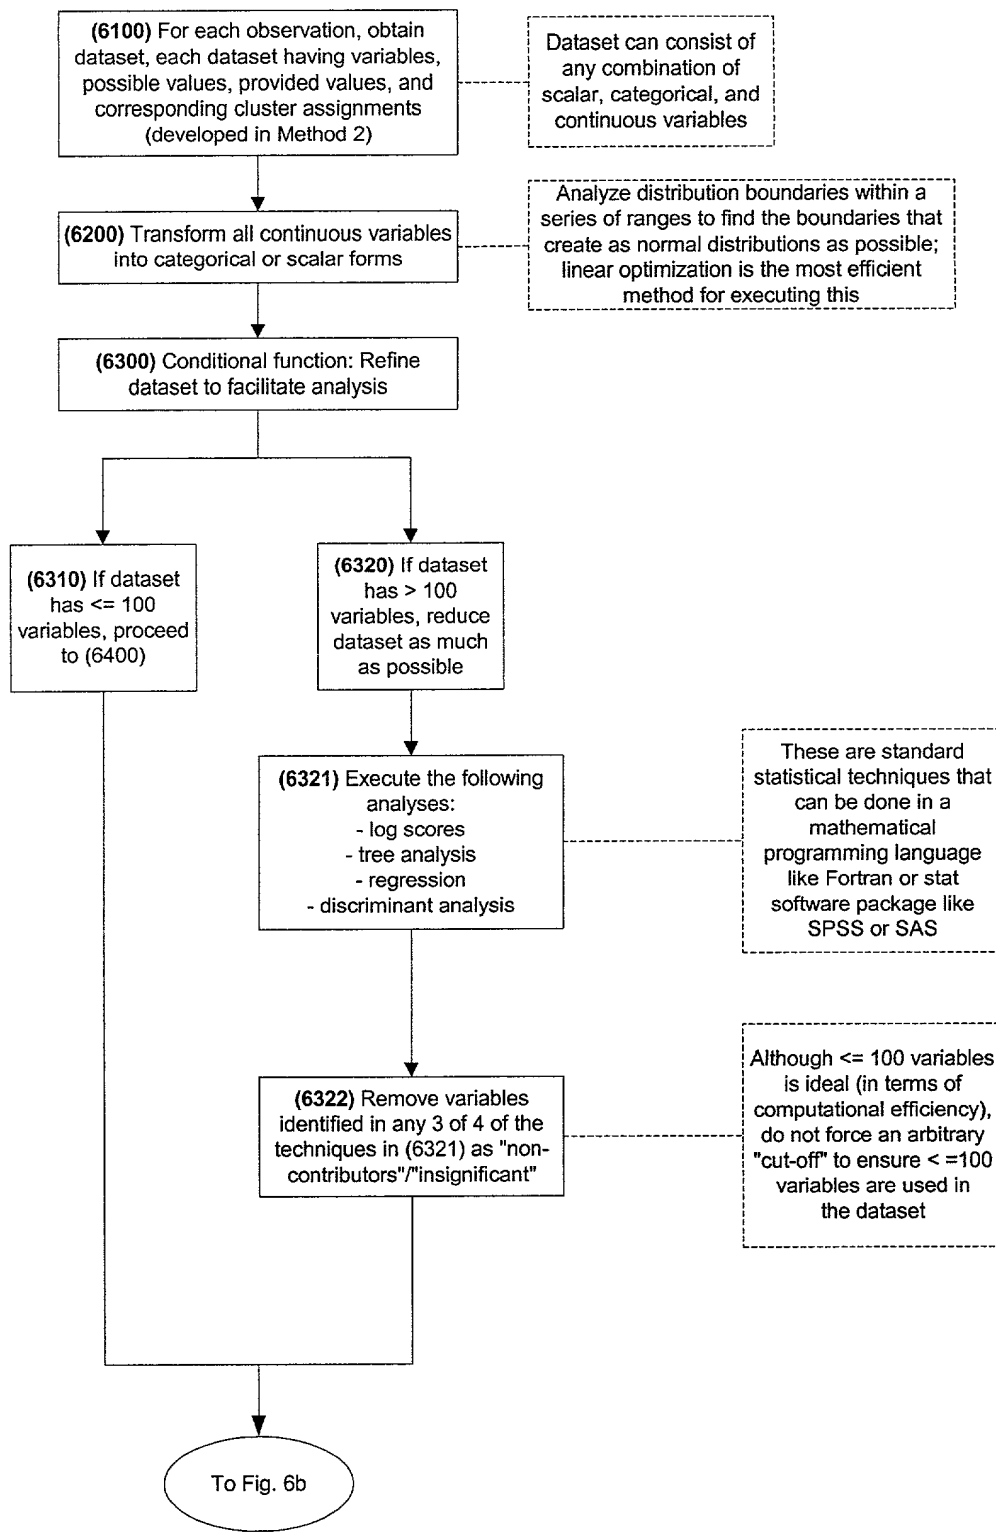 (6100) For each observation, obtain
dataset, each dataset having variables,
possible values, provided values, and
corresponding cluster assignments
(developed in Method 2)
Dataset can consist of
any combination of
scalar, categorical, and
continuous variables
(6200) Transform all continuous variables
into categorical or scalar forms
Analyze distribution boundaries within a
series of ranges to find the boundaries that
create as normal distributions as possible;
linear optimization is the most efficient
method for executing this
(6300) Conditional function: Refine
dataset to facilitate analysis
(6310) If dataset
has <= 100
variables, proceed
to (6400)
(6320) If dataset
has > 100
variables, reduce
dataset as much
as possible
(6321) Execute the following
analyses:
- log scores
- tree analysis
- regression
- discriminant analysis
These are standard
statistical techniques that
can be done in a
mathematical
programming language
like Fortran or stat
software package like
SPSS or SAS
(6322) Remove variables
identified in any 3 of 4 of the
techniques in (6321) as "non-
contributors"/"insignificant"
Although <= 100 variables
is ideal (in terms of
computational efficiency),
do not force an arbitrary
"cut-off" to ensure < =100
variables are used in
the dataset
To Fig. 6b